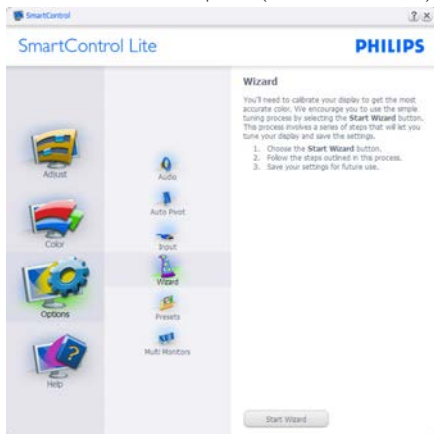 SmartControl
SmartControl Lite
PHILIPS
Adjust
Color
Options
Help
Audio
Auto Pivot
Input
Wizard
Presets
Multi Monitors
Wizard
You'll need to calibrate your display to get the most
accurate color. We encourage you to use the simple
tuning process by selecting the Start Wizard button.
This process involves a series of steps that will let you
tune your display and save the settings.
1. Choose the Start Wizard button.
2. Follow the steps outlined in this process.
3. Save your settings for future use.
Start Wizard